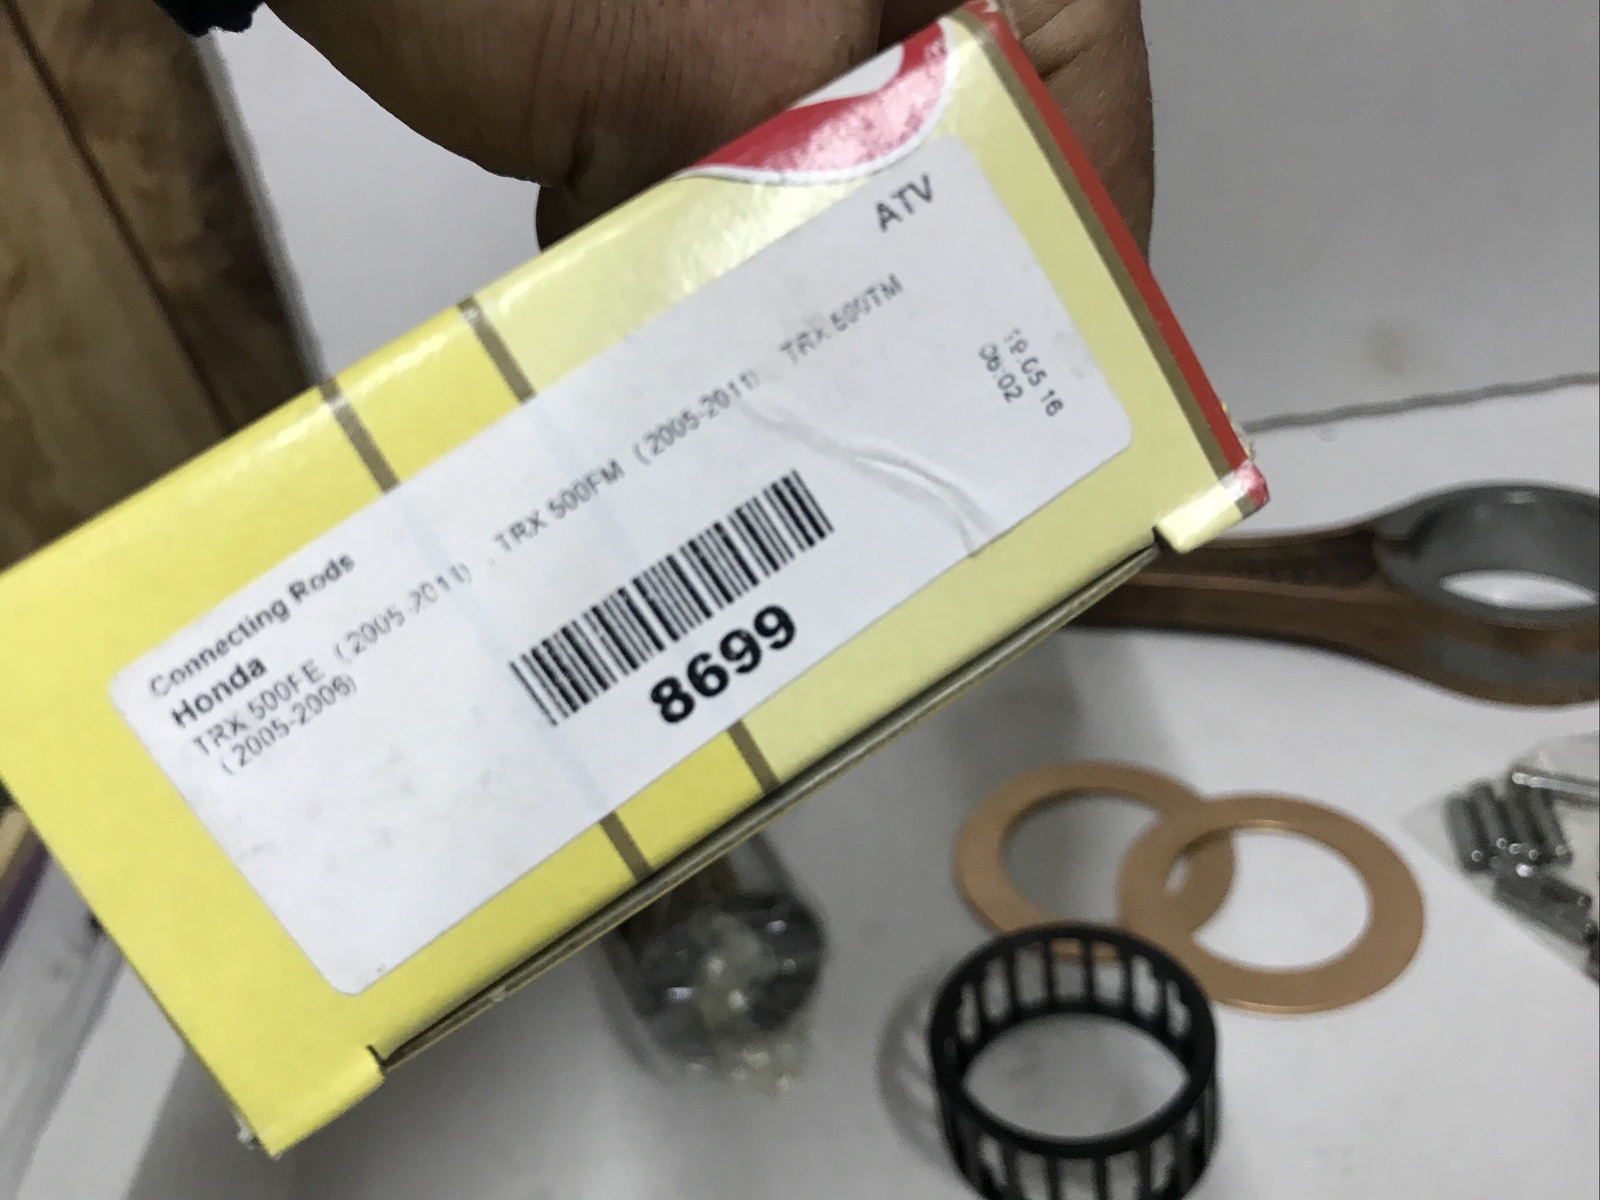 ATV
Connecting Rods
Honda
TRX 500FE (2005-2011) , TRX 500FM (2005-2011) , TRX 500TM
(2005-2006)
19.05.16
06:02
8699